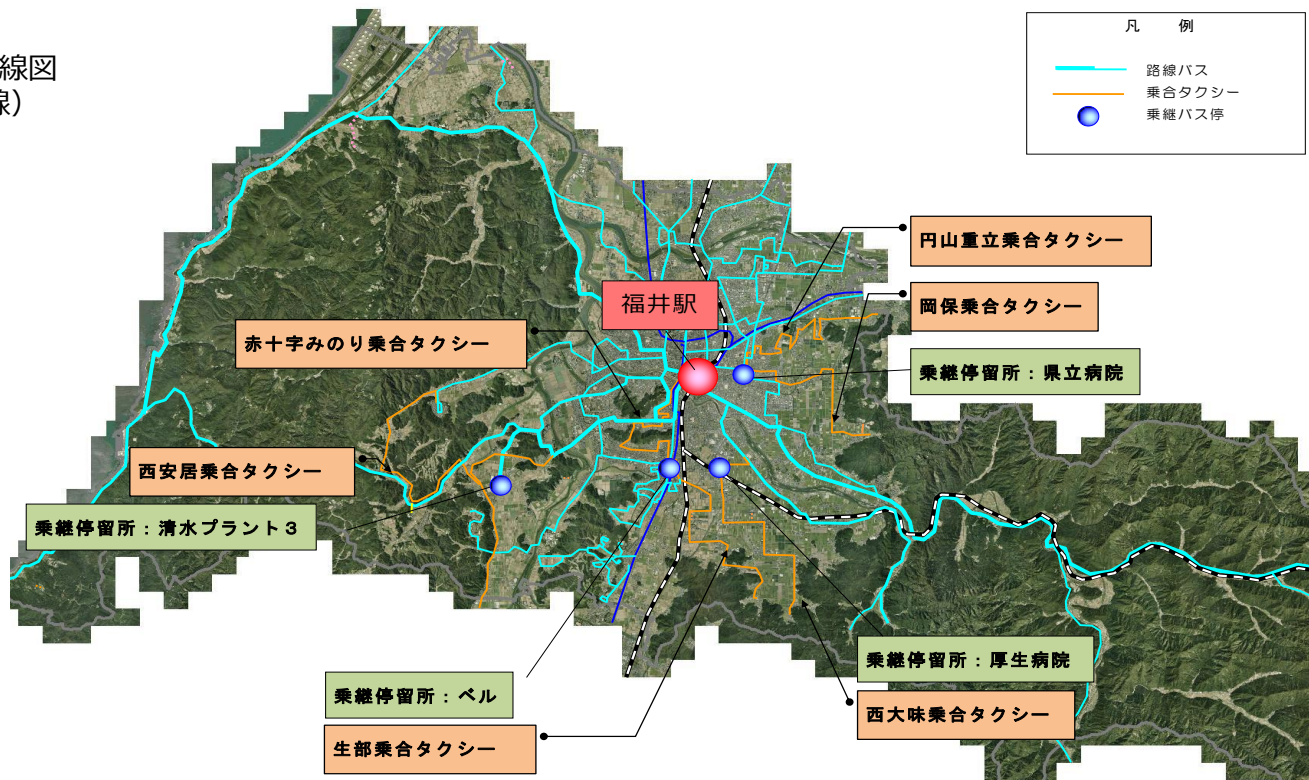 線図
線）
凡　例
路線バス
乗合タクシー
乗継バス停
円山重立乗合タクシー
福井駅
岡保乗合タクシー
赤十字みのり乗合タクシー
乗継停留所：県立病院
西安居乗合タクシー
乗継停留所：清水プラント３
乗継停留所：厚生病院
乗継停留所：ベル
西大味乗合タクシー
生部乗合タクシー